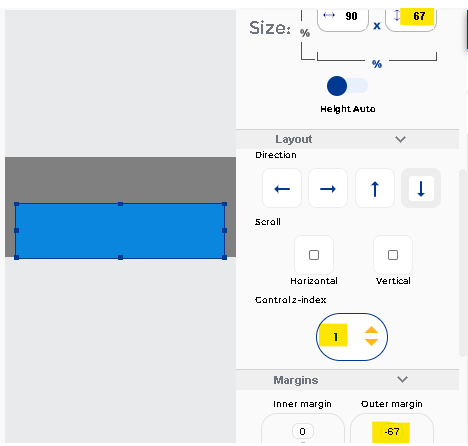 Size:
%
↔ 90
x
↕ 67
%
Height Auto
Layout
Direction
← → ↑ ↓
Scroll
Horizontal Vertical
Control z-index
1
Margins
Inner margin Outer margin
0 -67